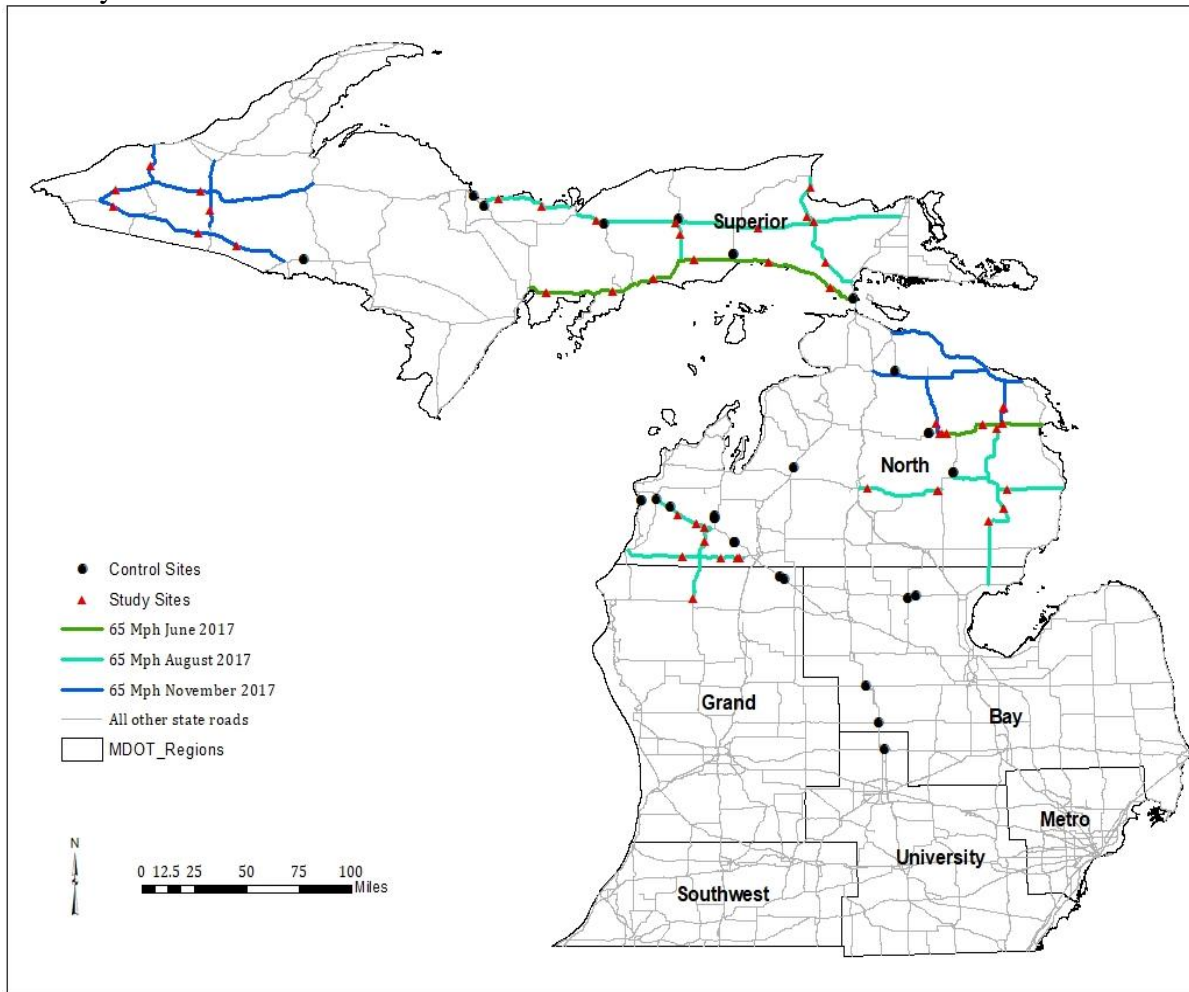 Superior
North
Control Sites
Study Sites
65 Mph June 2017
65 Mph August 2017
65 Mph November 2017
All other state roads
MDOT_Regions
Grand
Bay
Metro
University
Southwest
N
0 12.5 25 50 75 100
Miles